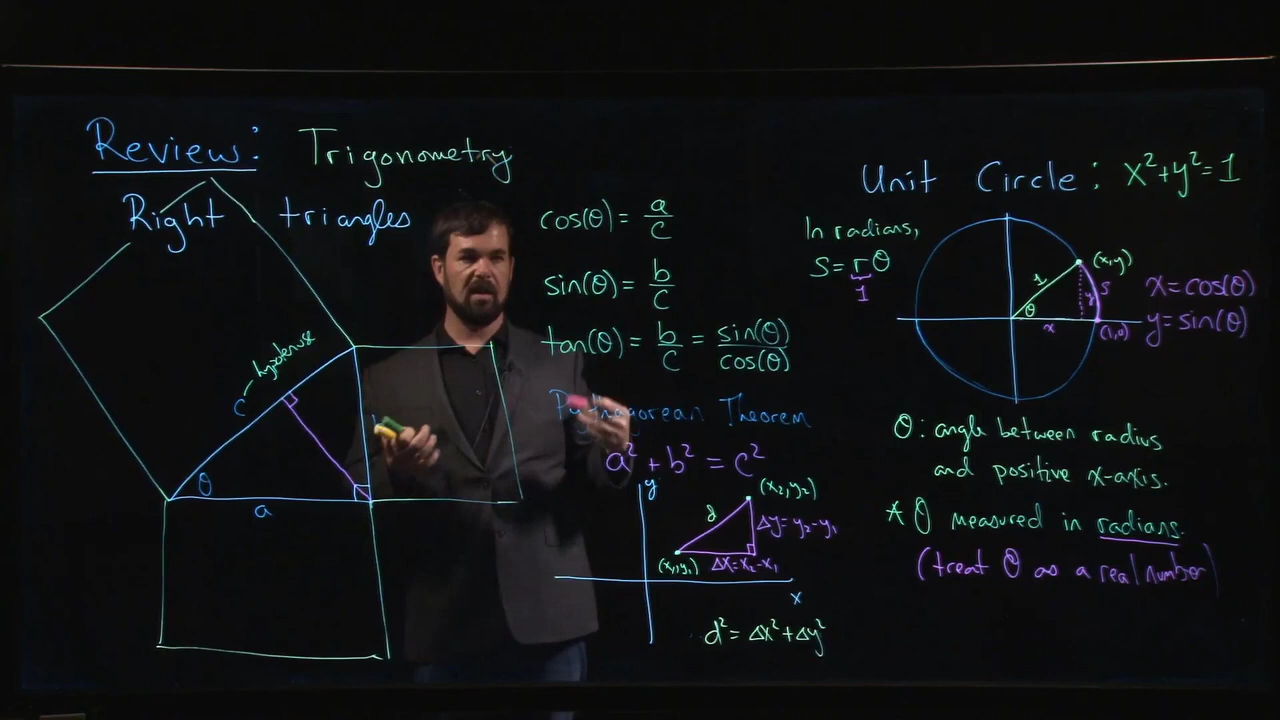 Review: Trigonometry
Right triangles
c
hypotenuse
θ
a
b
cos(θ) = a/c
sin(θ) = b/c
tan(θ) = b/c = sin(θ)/cos(θ)
Pythagorean Theorem
a² + b² = c²
y
(x₂,y₂)
d
Δy = y₂-y₁
(x₁,y₁)
Δx=x₂-x₁
x
d² = Δx² + Δy²
Unit Circle: x²+y²=1
In radians,
S = rθ
1
(x,y)
1
S
y
θ
x
(1,0)
x=cos(θ)
y=sin(θ)
θ: angle between radius
and positive x-axis.
* θ measured in radians.
(treat θ as a real number)